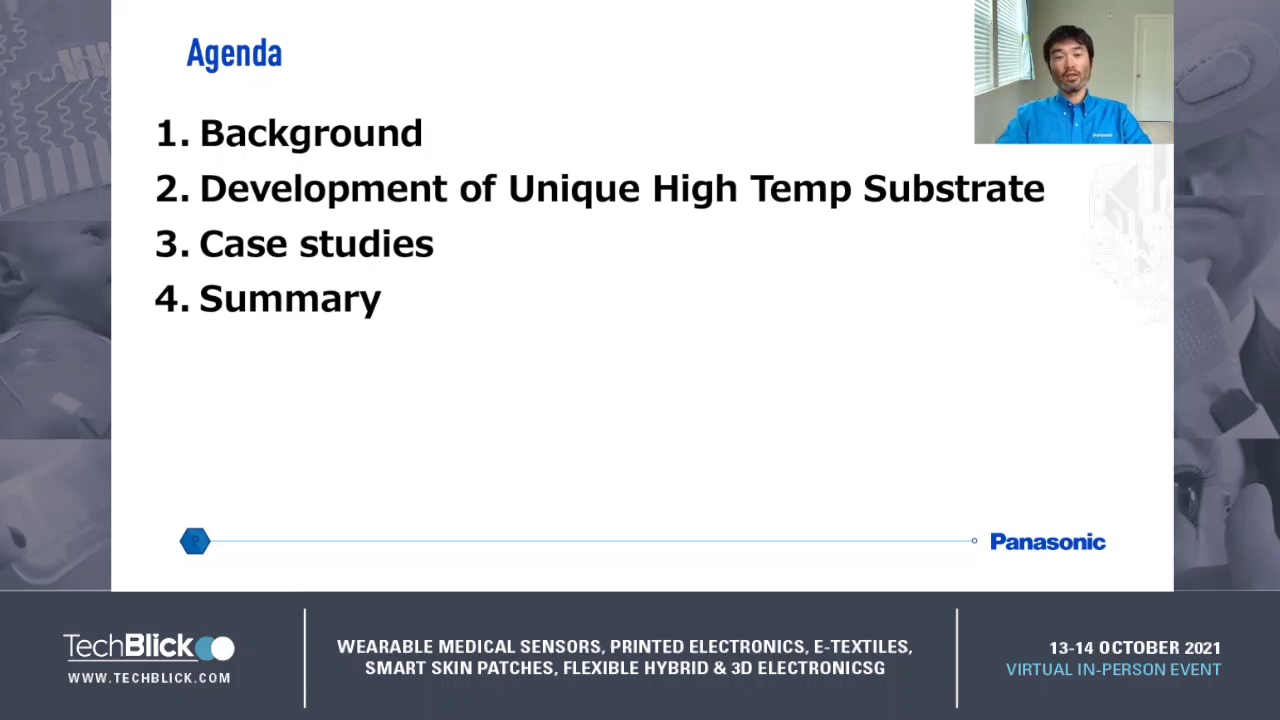 Agenda
1. Background
2. Development of Unique High Temp Substrate
3. Case studies
4. Summary
Panasonic
Panasonic
TechBlick
WWW.TECHBLICK.COM
WEARABLE MEDICAL SENSORS, PRINTED ELECTRONICS, E-TEXTILES,
SMART SKIN PATCHES, FLEXIBLE HYBRID & 3D ELECTRONICSG
13-14 OCTOBER 2021
VIRTUAL IN-PERSON EVENT